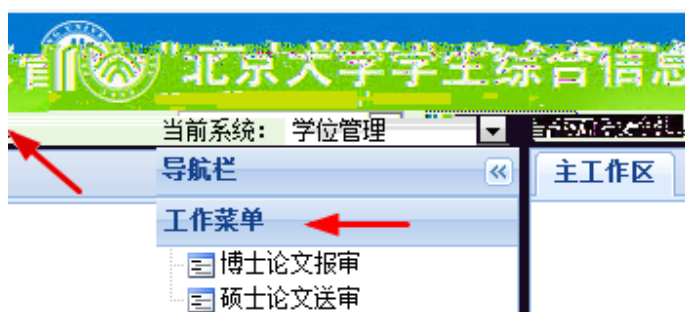 北京大学学生综合信息
当前系统: 学位管理
导航栏
主工作区
工作菜单
博士论文报审
硕士论文送审